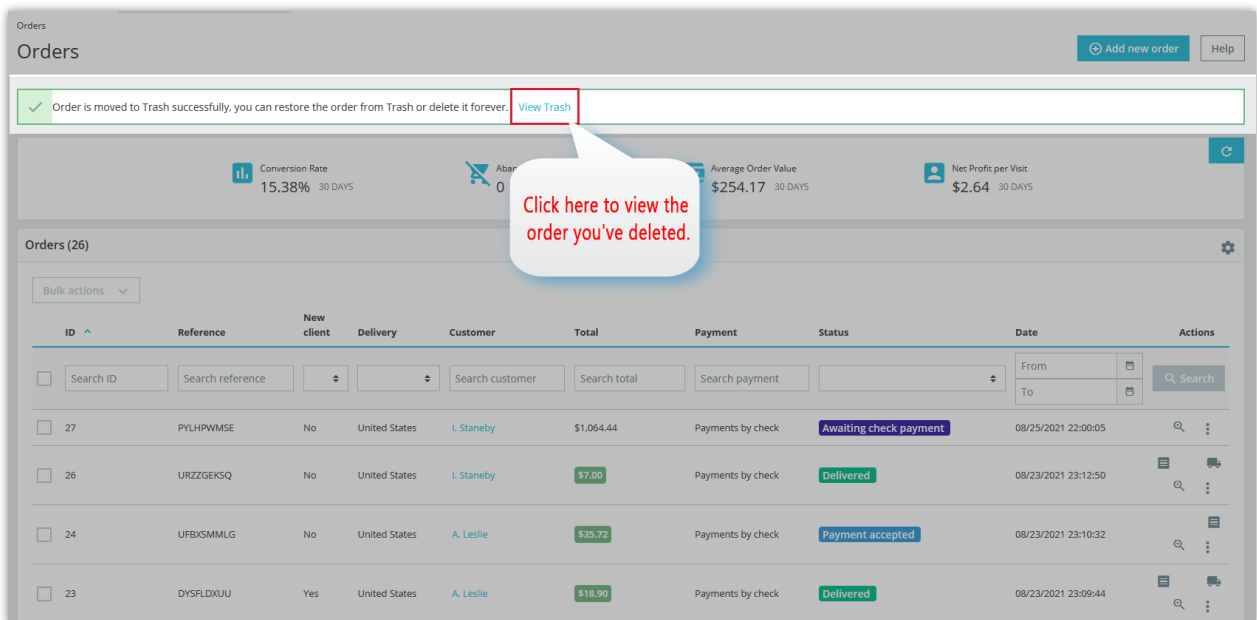 Orders
Orders
Add new order
Help
Order is moved to Trash successfully, you can restore the order from Trash or delete it forever. View Trash
Conversion Rate
15.38% 30 DAYS
0
Average Order Value
$254.17 30 DAYS
Net Profit per Visit
$2.64 30 DAYS
Click here to view the
order you've deleted.
Orders (26)
Bulk actions
ID Reference New client Delivery Customer Total Payment Status Date Actions
Search ID Search reference Search customer Search total Search payment From Search
To
27 PYLHPWMSE No United States I. Staneby $1,064.44 Payments by check Awaiting check payment 08/25/2021 22:00:05
26 URZZGEKSQ No United States I. Staneby $7.00 Payments by check Delivered 08/23/2021 23:12:50
24 UFBXSMMLG No United States A. Leslie $35.72 Payments by check Payment accepted 08/23/2021 23:10:32
23 DYSFLDXUU Yes United States A. Leslie $18.90 Payments by check Delivered 08/23/2021 23:09:44